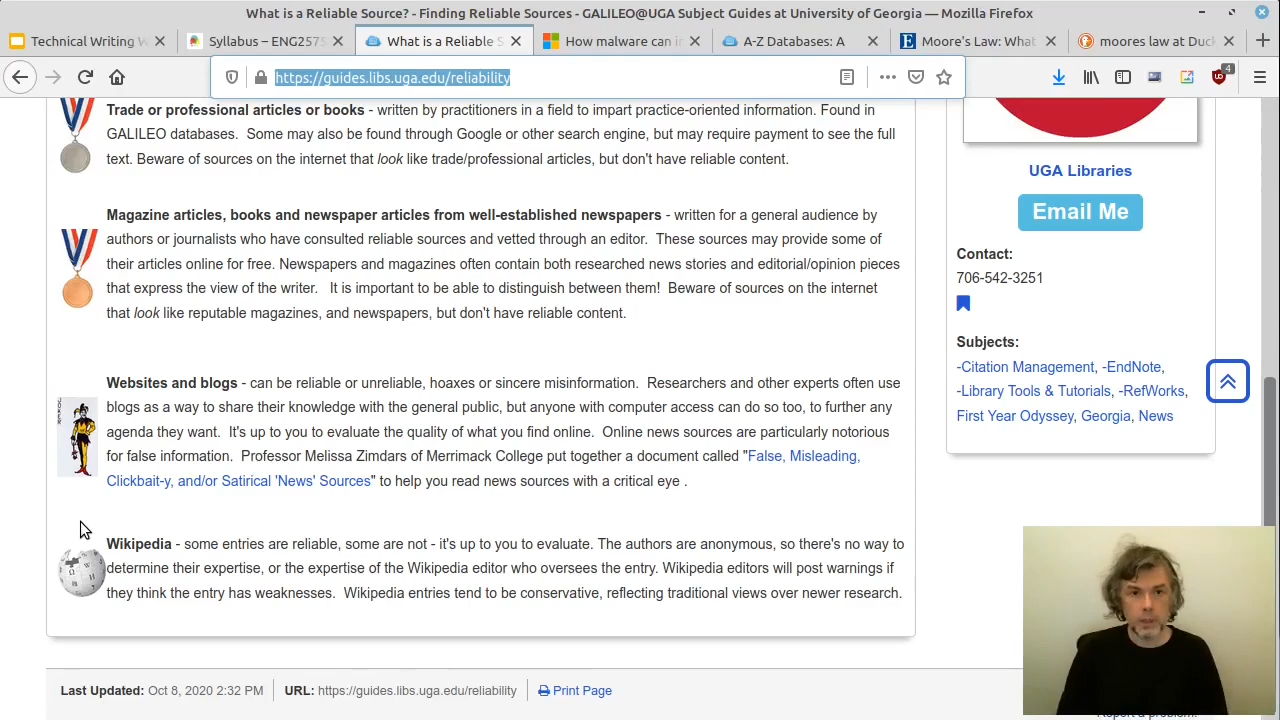 What is a Reliable Source? - Finding Reliable Sources - GALILEO@UGA Subject Guides at University of Georgia — Mozilla Firefox
Technical Writing W
Syllabus – ENG2575
What is a Reliable S
How malware can in
A-Z Databases: A
Moore's Law: What
moores law at Duck
https://guides.libs.uga.edu/reliability
4
Trade or professional articles or books - written by practitioners in a field to impart practice-oriented information. Found in
GALILEO databases. Some may also be found through Google or other search engine, but may require payment to see the full
text. Beware of sources on the internet that look like trade/professional articles, but don't have reliable content.
Magazine articles, books and newspaper articles from well-established newspapers - written for a general audience by
authors or journalists who have consulted reliable sources and vetted through an editor. These sources may provide some of
their articles online for free. Newspapers and magazines often contain both researched news stories and editorial/opinion pieces
that express the view of the writer. It is important to be able to distinguish between them! Beware of sources on the internet
that look like reputable magazines, and newspapers, but don't have reliable content.
Websites and blogs - can be reliable or unreliable, hoaxes or sincere misinformation. Researchers and other experts often use
blogs as a way to share their knowledge with the general public, but anyone with computer access can do so too, to further any
agenda they want. It's up to you to evaluate the quality of what you find online. Online news sources are particularly notorious
for false information. Professor Melissa Zimdars of Merrimack College put together a document called "False, Misleading,
Clickbait-y, and/or Satirical 'News' Sources" to help you read news sources with a critical eye .
Wikipedia - some entries are reliable, some are not - it's up to you to evaluate. The authors are anonymous, so there's no way to
determine their expertise, or the expertise of the Wikipedia editor who oversees the entry. Wikipedia editors will post warnings if
they think the entry has weaknesses. Wikipedia entries tend to be conservative, reflecting traditional views over newer research.
UGA Libraries
Email Me
Contact:
706-542-3251
Subjects:
-Citation Management, -EndNote,
-Library Tools & Tutorials, -RefWorks,
First Year Odyssey, Georgia, News
Last Updated: Oct 8, 2020 2:32 PM
URL: https://guides.libs.uga.edu/reliability
Print Page
Report a problem.